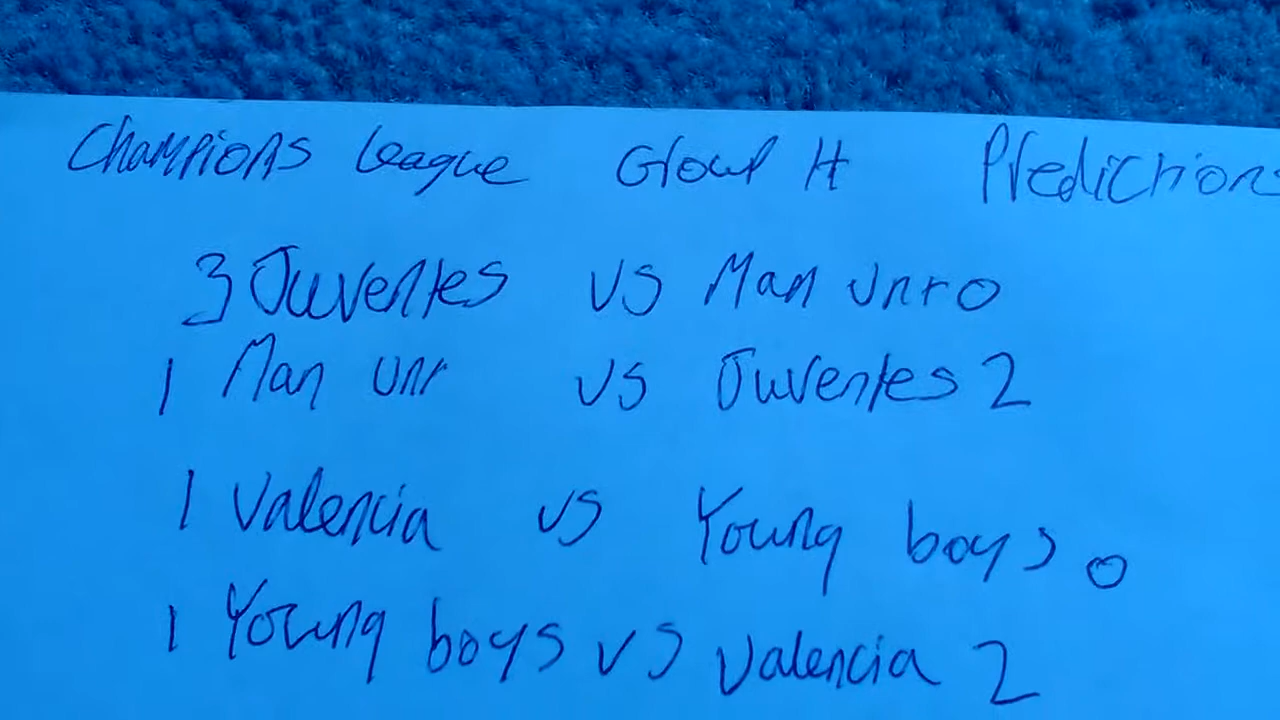 Champions League Group H Predictions
3 Juventes vs Man Unt 0
1 Man Unt vs Juventes 2
1 Valencia vs Young boys 0
1 Young boys vs Valencia 2